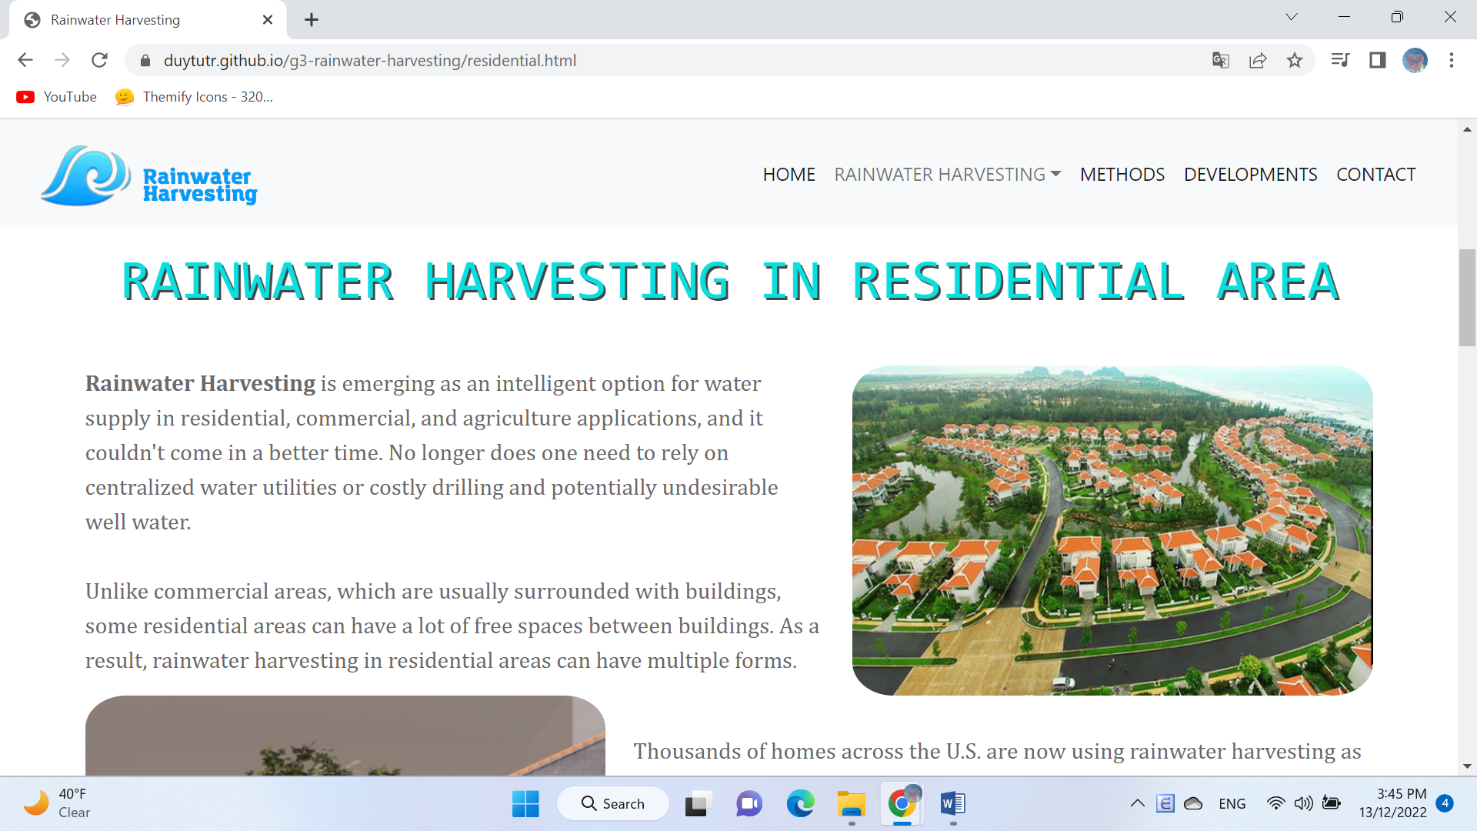 Rainwater Harvesting
duytutr.github.io/g3-rainwater-harvesting/residential.html
YouTube
Themify Icons - 320...
Rainwater
Harvesting
HOME RAINWATER HARVESTING METHODS DEVELOPMENTS CONTACT
RAINWATER HARVESTING IN RESIDENTIAL AREA
Rainwater Harvesting is emerging as an intelligent option for water
supply in residential, commercial, and agriculture applications, and it
couldn't come in a better time. No longer does one need to rely on
centralized water utilities or costly drilling and potentially undesirable
well water.
Unlike commercial areas, which are usually surrounded with buildings,
some residential areas can have a lot of free spaces between buildings. As a
result, rainwater harvesting in residential areas can have multiple forms.
Thousands of homes across the U.S. are now using rainwater harvesting as
40°F
Clear
Search
ENG
3:45 PM
13/12/2022
4